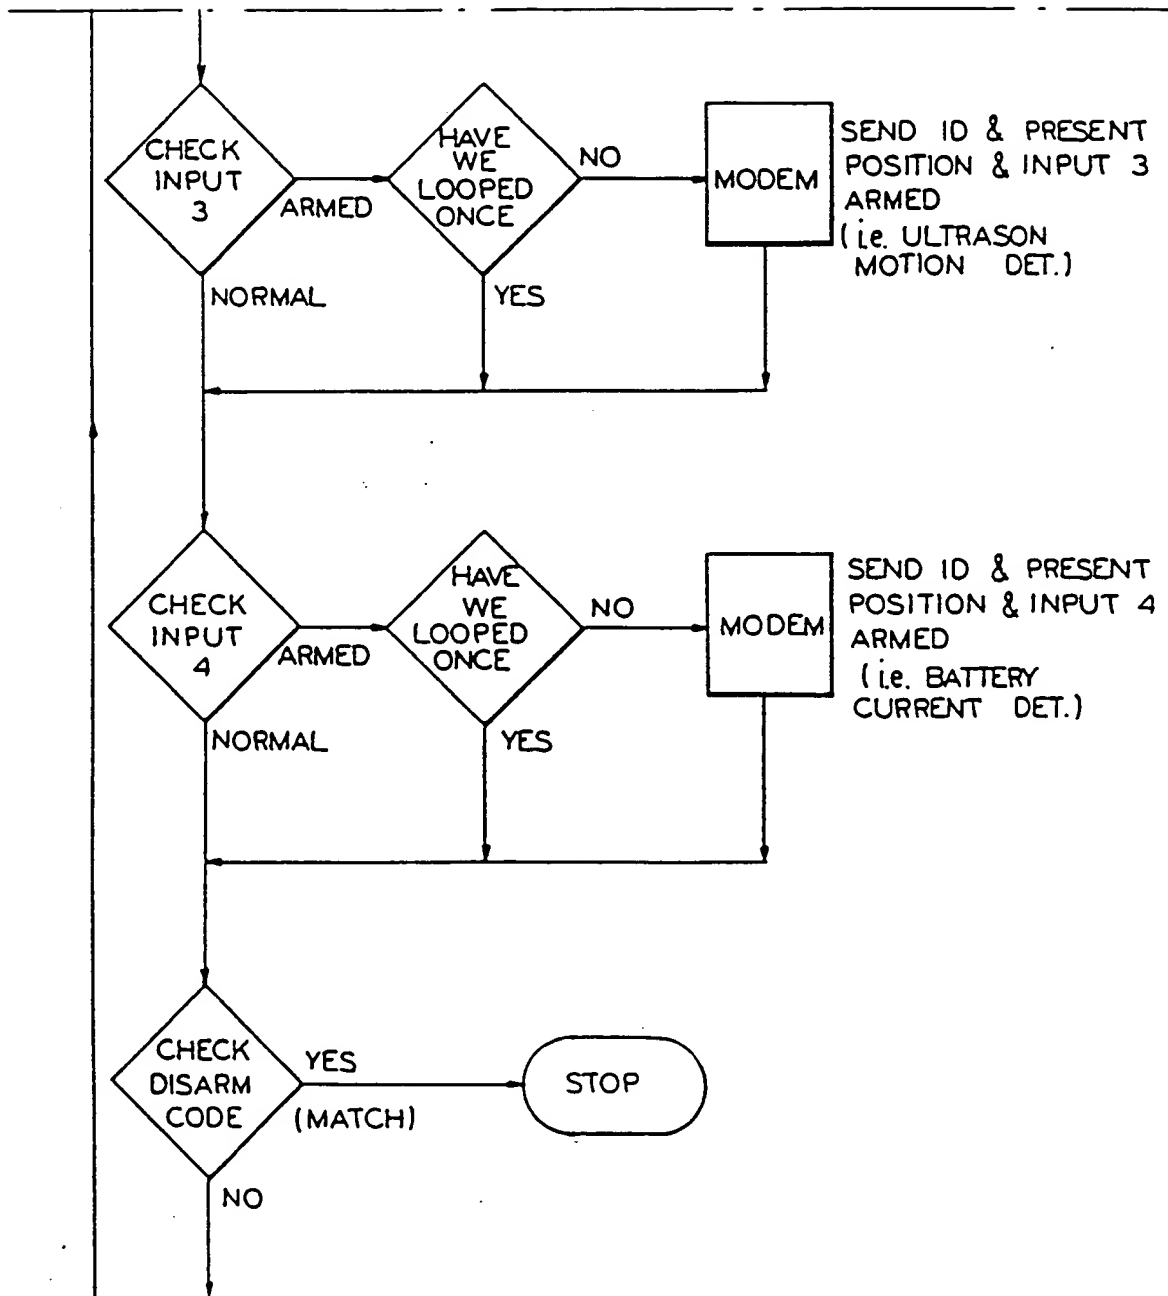 CHECK
INPUT
3
ARMED
NORMAL
HAVE
WE
LOOPED
ONCE
NO
YES
MODEM
SEND ID & PRESENT
POSITION & INPUT 3
ARMED
(i.e. ULTRASON
MOTION DET.)
CHECK
INPUT
4
ARMED
NORMAL
HAVE
WE
LOOPED
ONCE
NO
YES
MODEM
SEND ID & PRESENT
POSITION & INPUT 4
ARMED
(i.e. BATTERY
CURRENT DET.)
CHECK
DISARM
CODE
YES
(MATCH)
STOP
NO